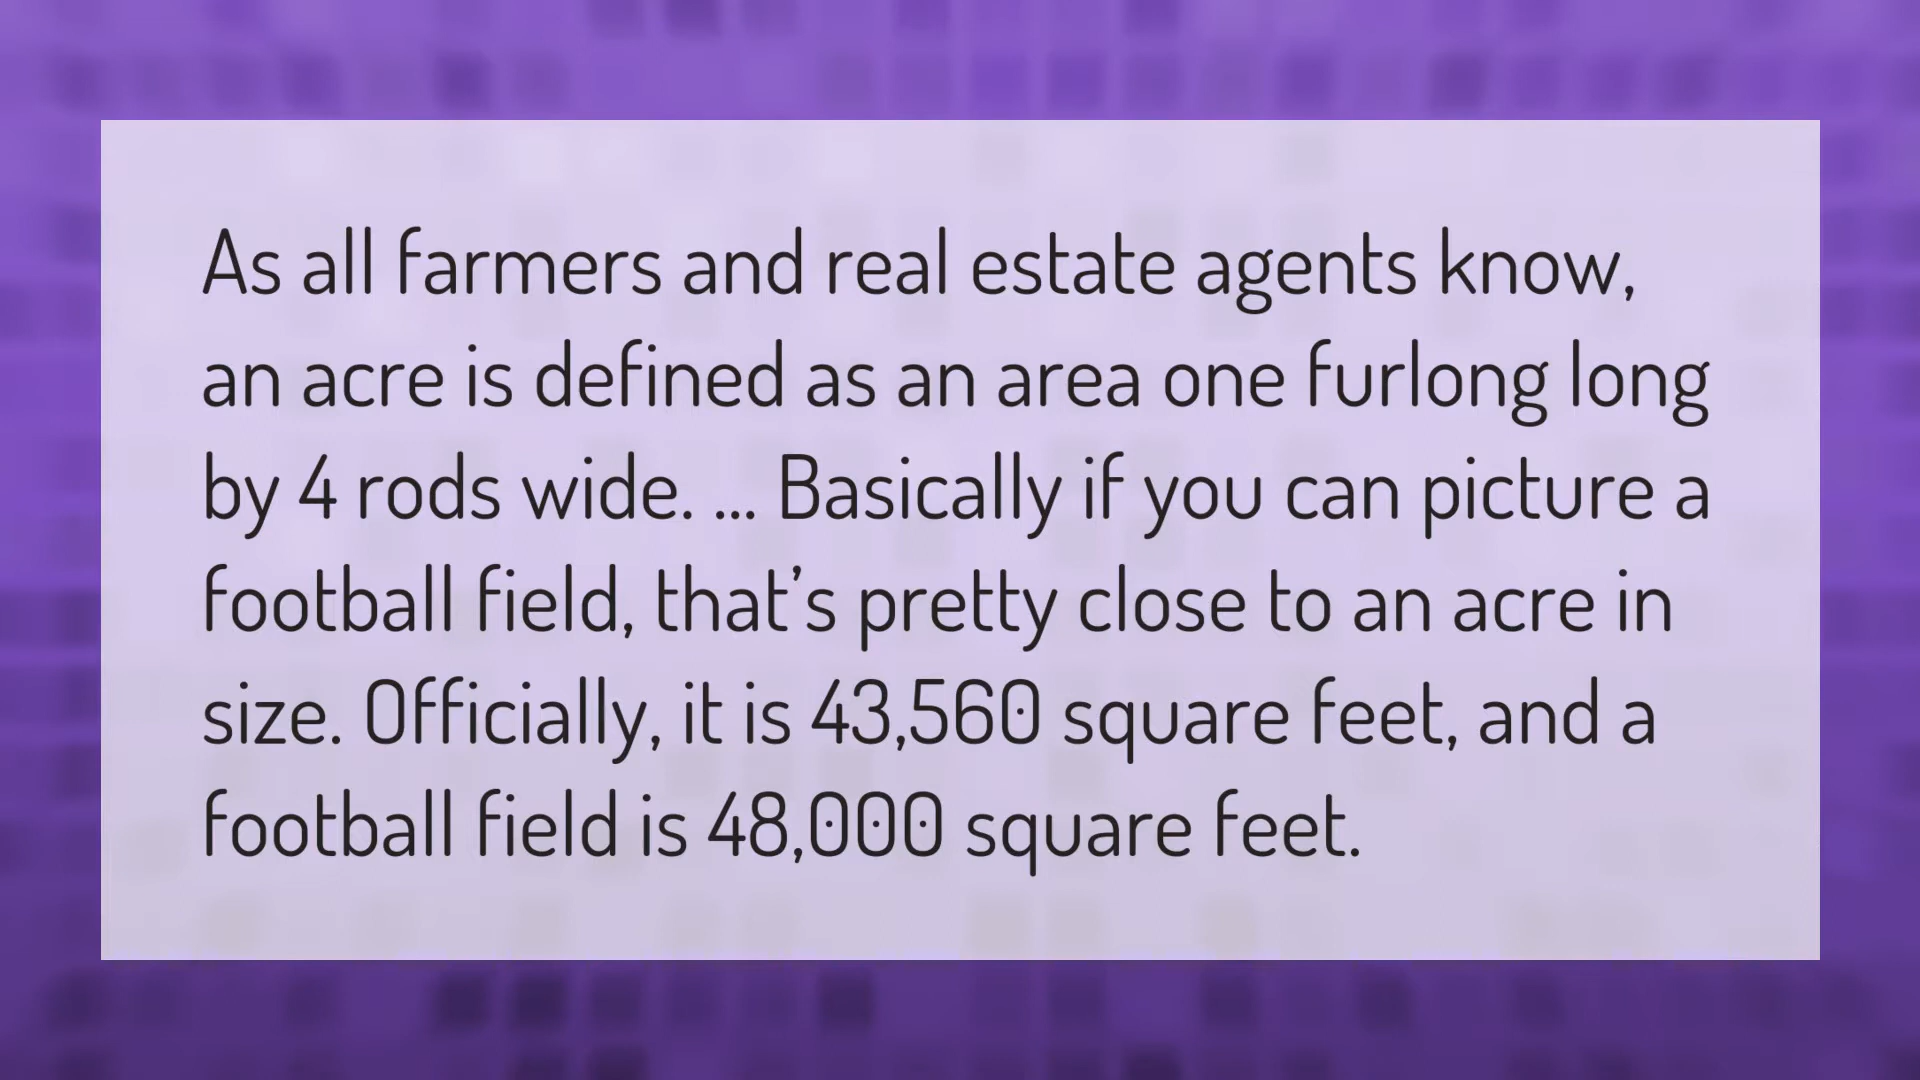 As all farmers and real estate agents know,
an acre is defined as an area one furlong long
by 4 rods wide. ... Basically if you can picture a
football field, that’s pretty close to an acre in
size. Officially, it is 43,560 square feet, and a
football field is 48,000 square feet.